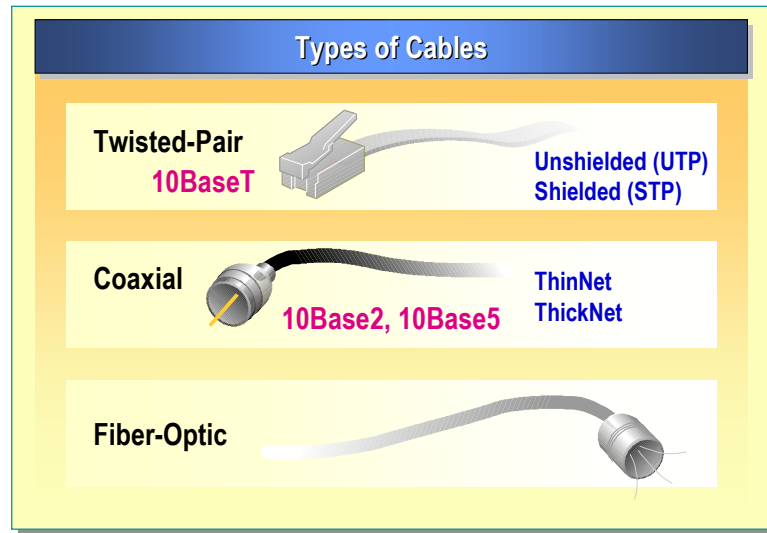 Types of Cables
Twisted-Pair
10BaseT
Unshielded (UTP)
Shielded (STP)
Coaxial
10Base2, 10Base5
ThinNet
ThickNet
Fiber-Optic